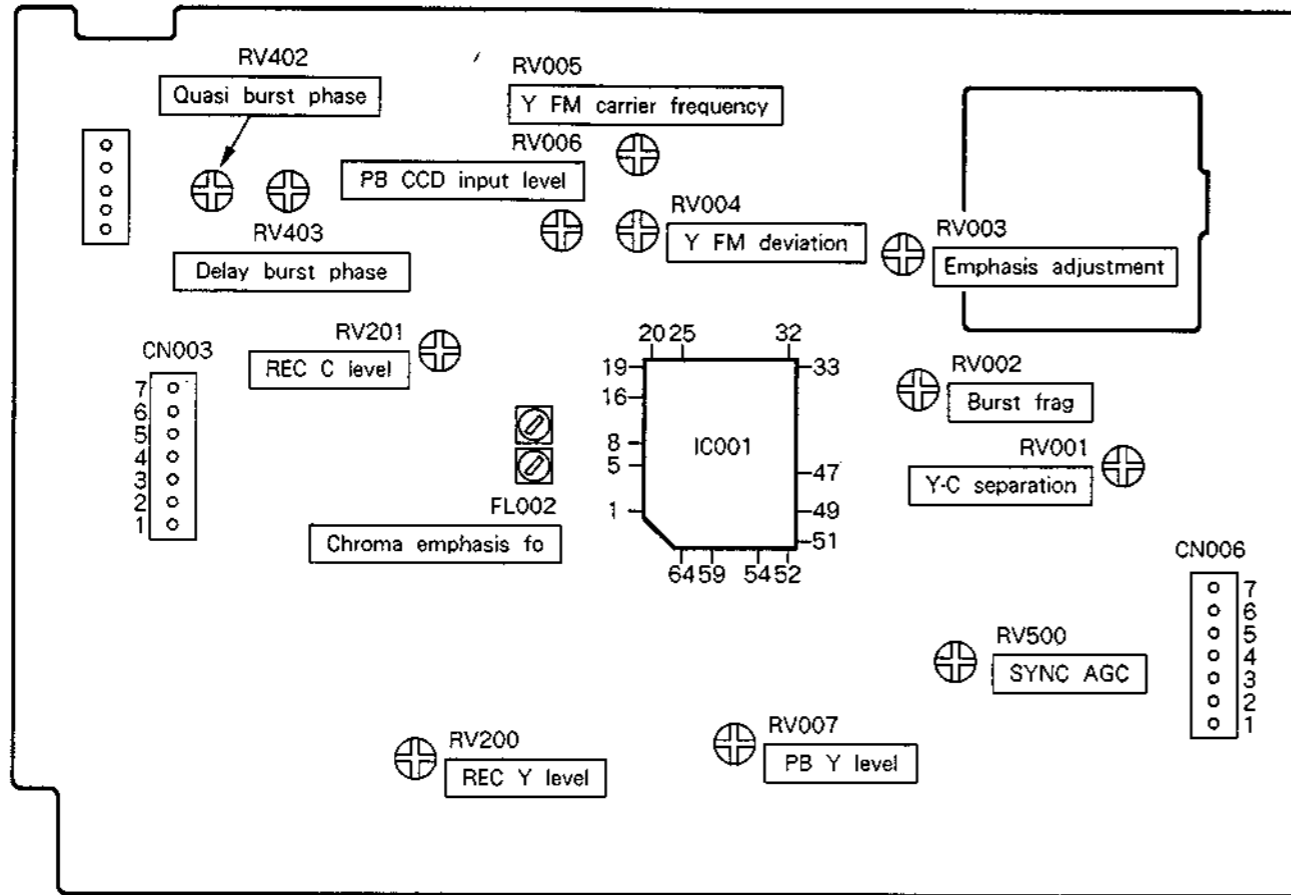 RV402
Quasi burst phase
RV005
Y FM carrier frequency
RV006
PB CCD input level
RV403
Delay burst phase
RV004
Y FM deviation
RV003
Emphasis adjustment
RV201
REC C level
CN003
7
6
5
4
3
2
1
FL002
Chroma emphasis fo
20 25 32
19
16
8
5
1
IC001
33
47
49
51
64 59 54 52
RV002
Burst frag
RV001
Y-C separation
CN006
7
6
5
4
3
2
1
RV500
SYNC AGC
RV200
REC Y level
RV007
PB Y level